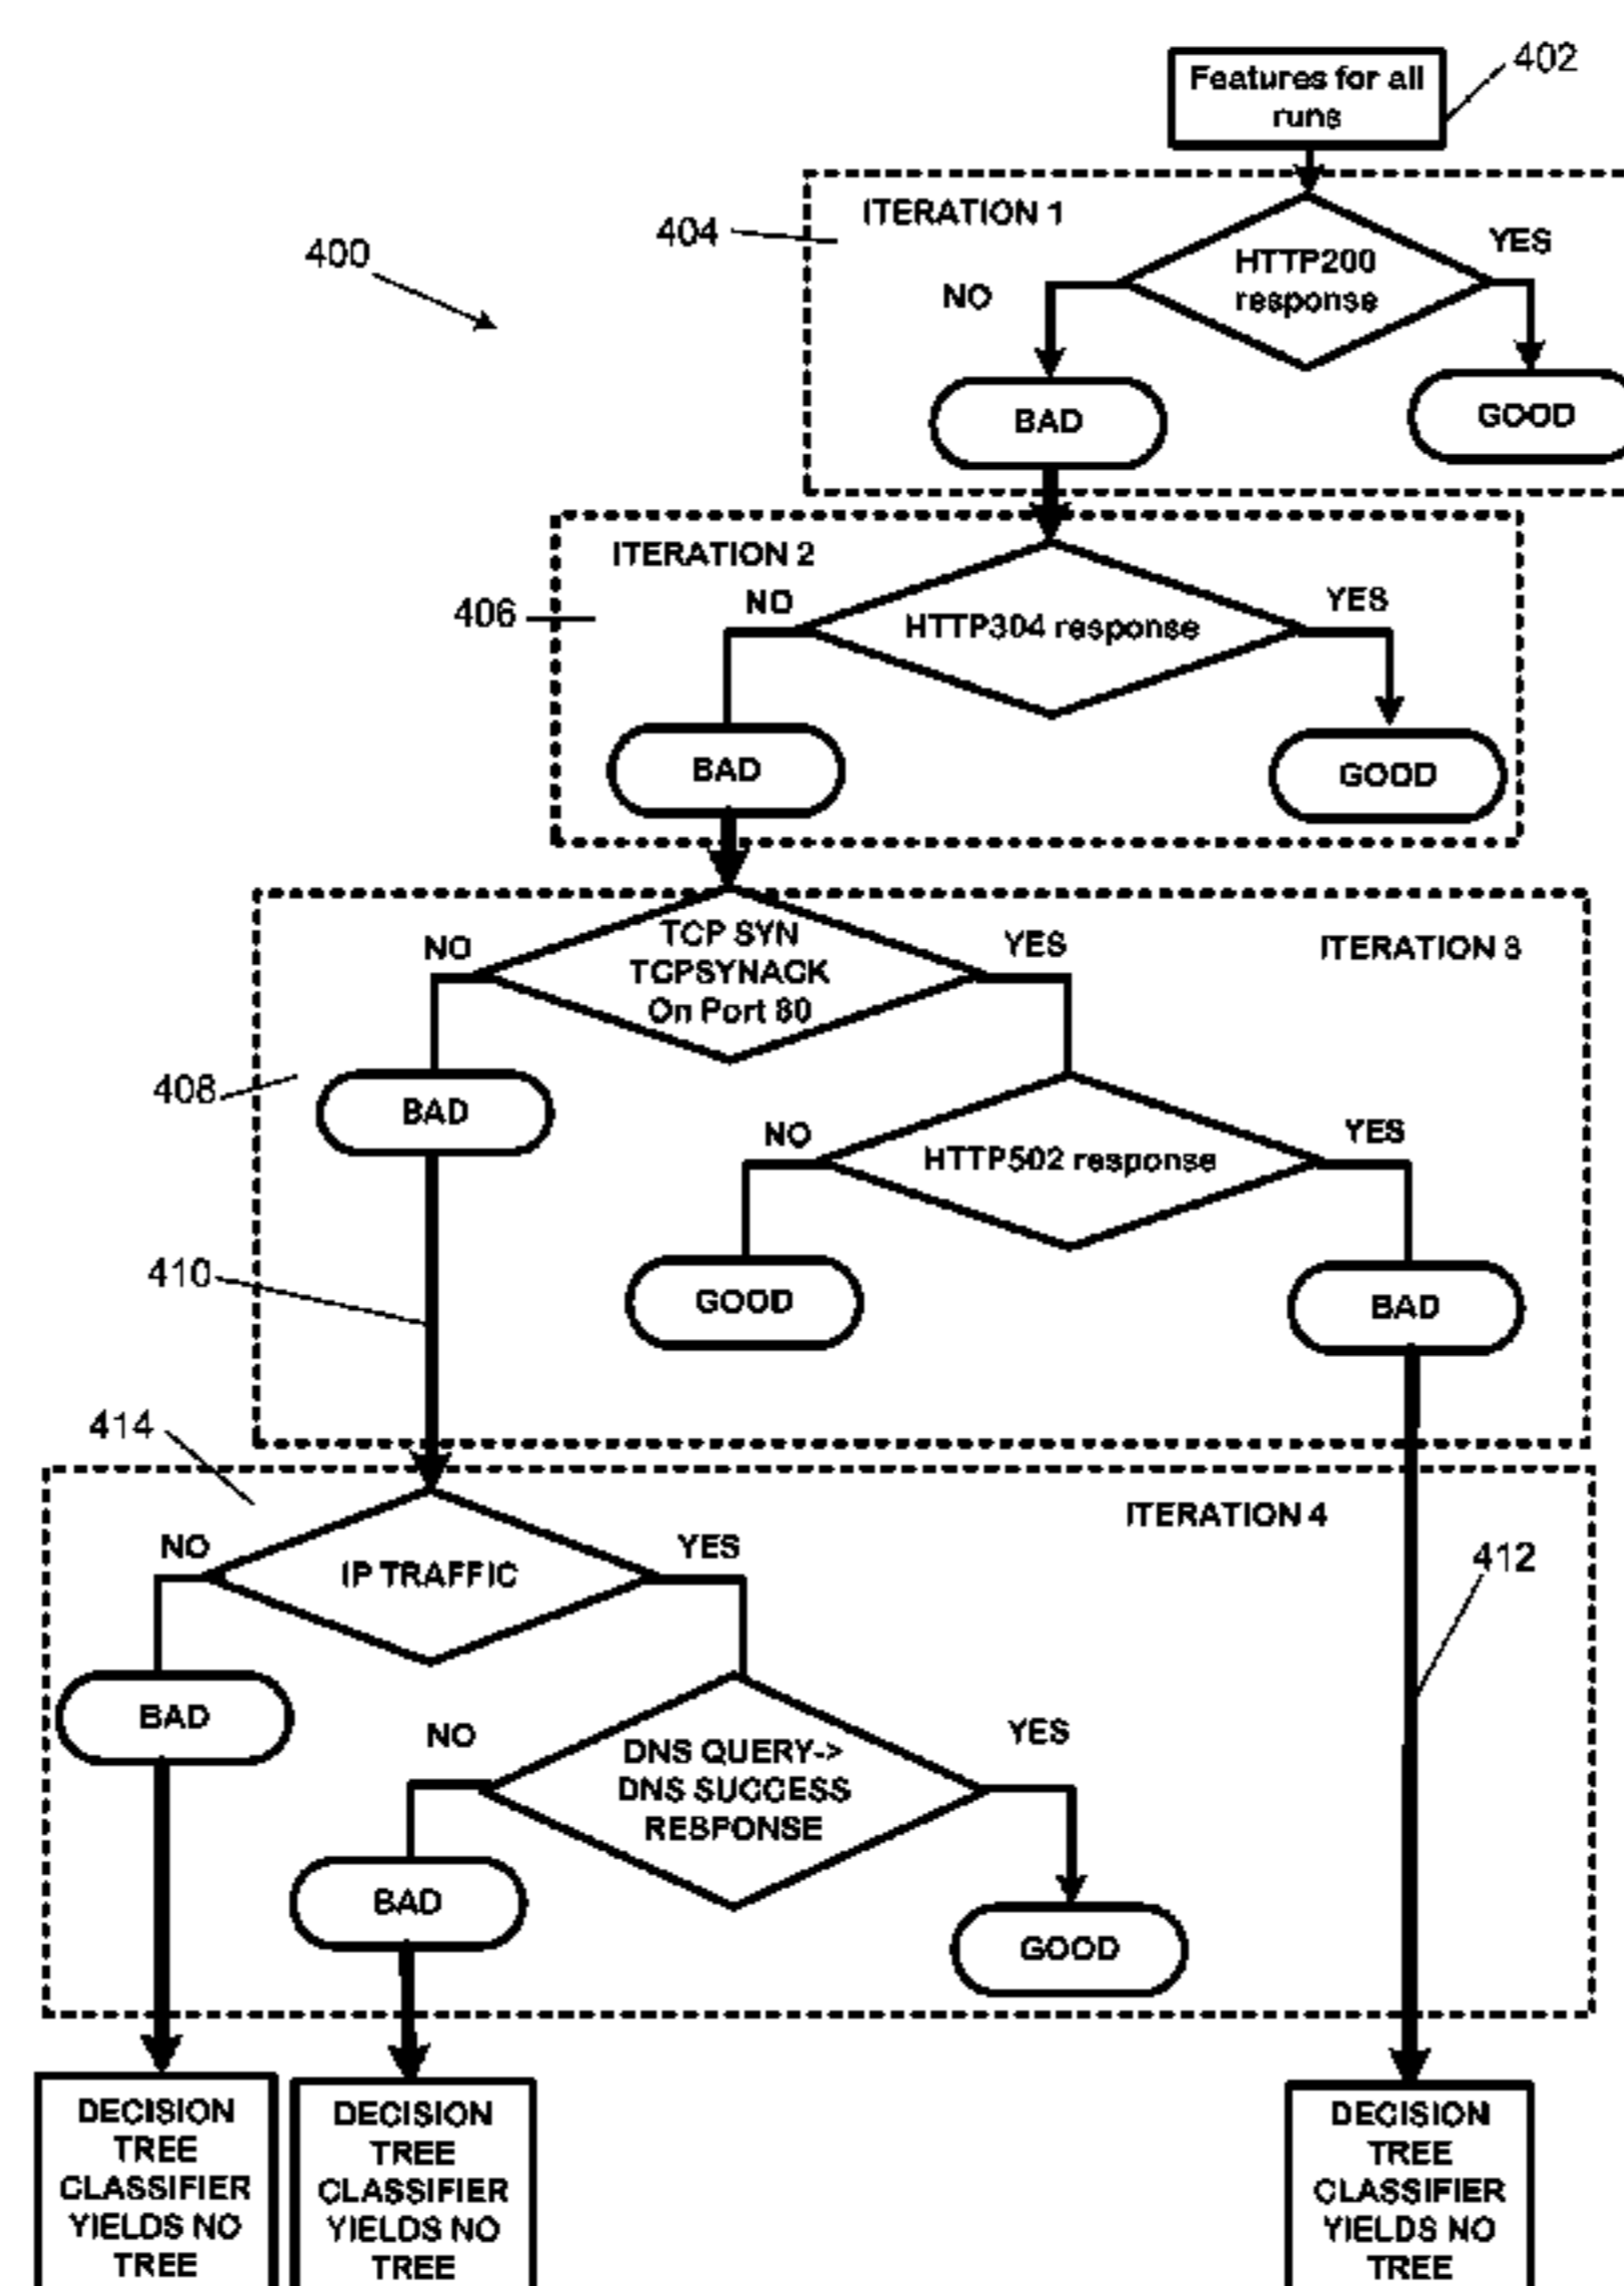 Features for all
runs
402
ITERATION 1
404
400
HTTP200
response
YES
NO
BAD
GOOD
ITERATION 2
406
NO
HTTP304 response
YES
BAD
GOOD
NO
TCP SYN
TCPSYNACK
On Port 80
YES
ITERATION 3
408
BAD
NO
HTTP502 response
YES
410
GOOD
BAD
414
ITERATION 4
NO
IP TRAFFIC
YES
412
BAD
NO
DNS QUERY->
DNS SUCCESS
RESPONSE
YES
BAD
GOOD
DECISION
TREE
CLASSIFIER
YIELDS NO
TREE
DECISION
TREE
CLASSIFIER
YIELDS NO
TREE
DECISION
TREE
CLASSIFIER
YIELDS NO
TREE